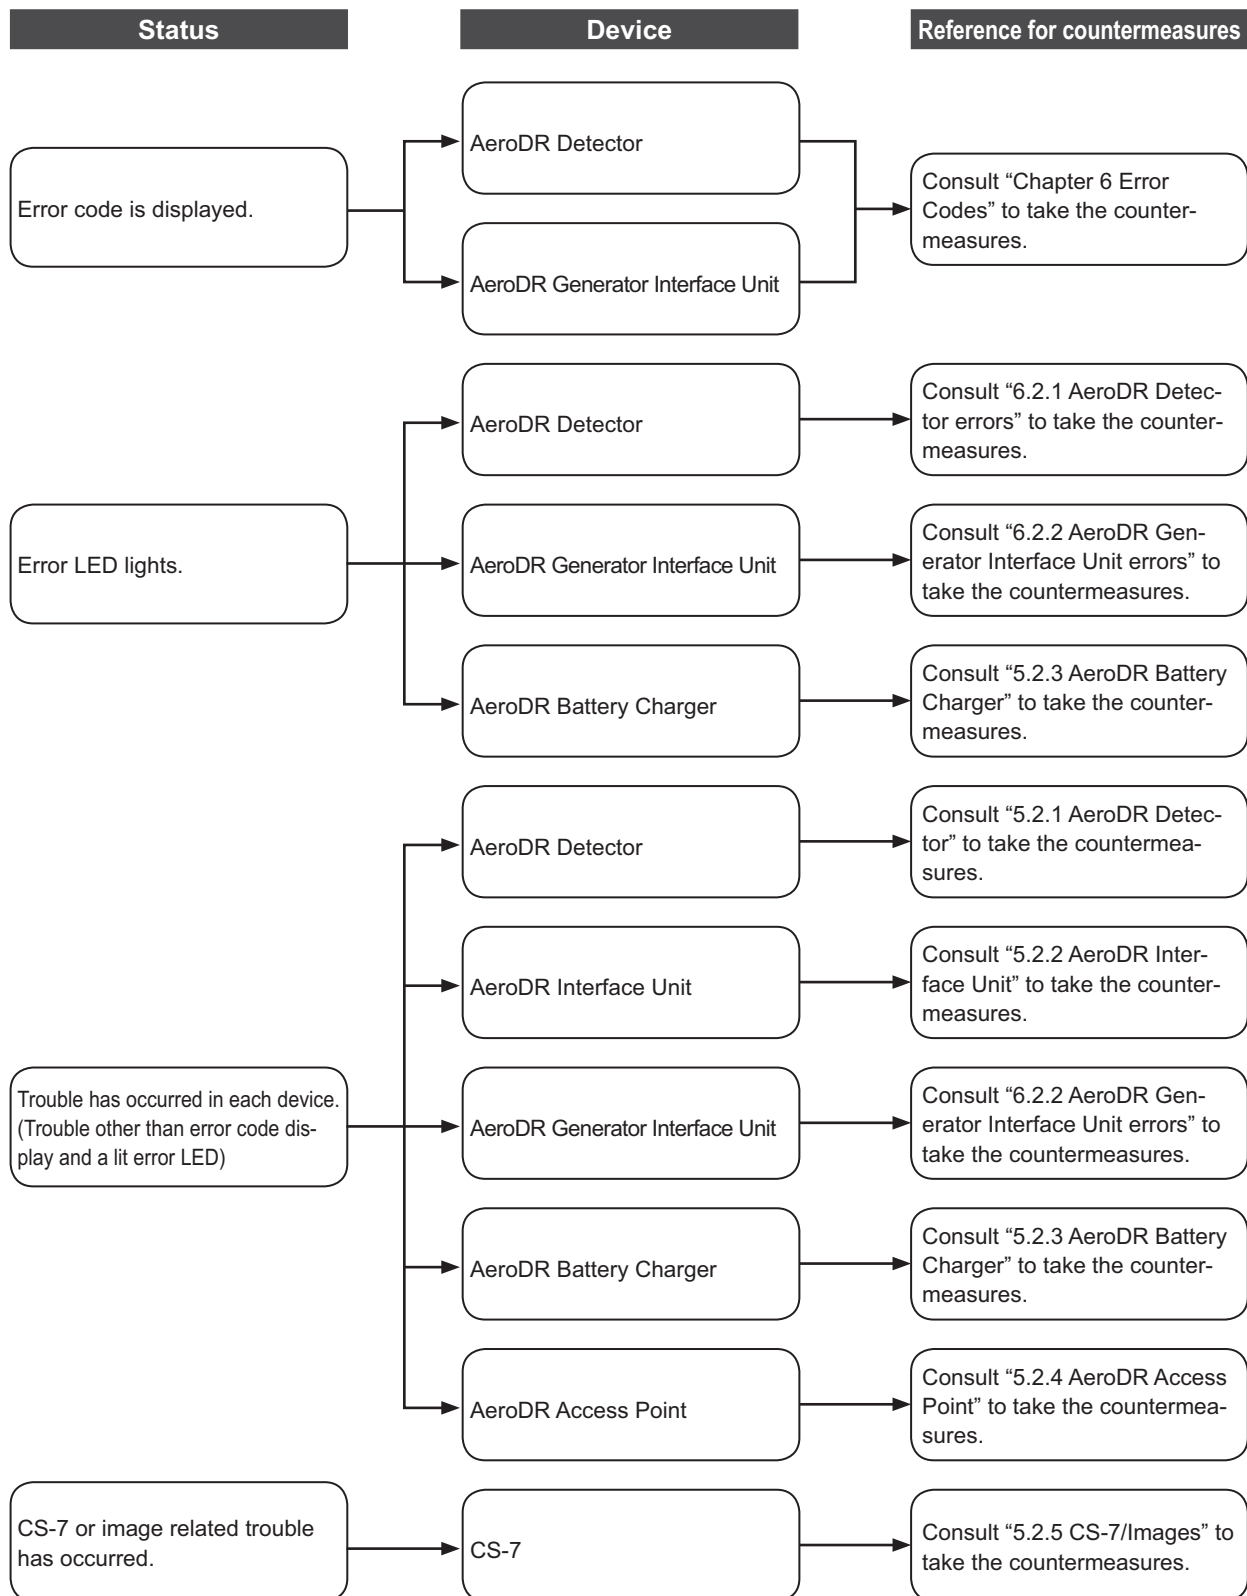 Status
Device
Reference for countermeasures
Error code is displayed.
AeroDR Detector
AeroDR Generator Interface Unit
Consult “Chapter 6 Error
Codes” to take the counter-
measures.
Error LED lights.
AeroDR Detector
Consult “6.2.1 AeroDR Detec-
tor errors” to take the counter-
measures.
AeroDR Generator Interface Unit
Consult “6.2.2 AeroDR Gen-
erator Interface Unit errors” to
take the countermeasures.
AeroDR Battery Charger
Consult “5.2.3 AeroDR Battery
Charger” to take the counter-
measures.
Trouble has occurred in each device.
(Trouble other than error code dis-
play and a lit error LED)
AeroDR Detector
Consult “5.2.1 AeroDR Detec-
tor” to take the countermea-
sures.
AeroDR Interface Unit
Consult “5.2.2 AeroDR Inter-
face Unit” to take the counter-
measures.
AeroDR Generator Interface Unit
Consult “6.2.2 AeroDR Gen-
erator Interface Unit errors” to
take the countermeasures.
AeroDR Battery Charger
Consult “5.2.3 AeroDR Battery
Charger” to take the counter-
measures.
AeroDR Access Point
Consult “5.2.4 AeroDR Access
Point” to take the countermea-
sures.
CS-7 or image related trouble
has occurred.
CS-7
Consult “5.2.5 CS-7/Images” to
take the countermeasures.